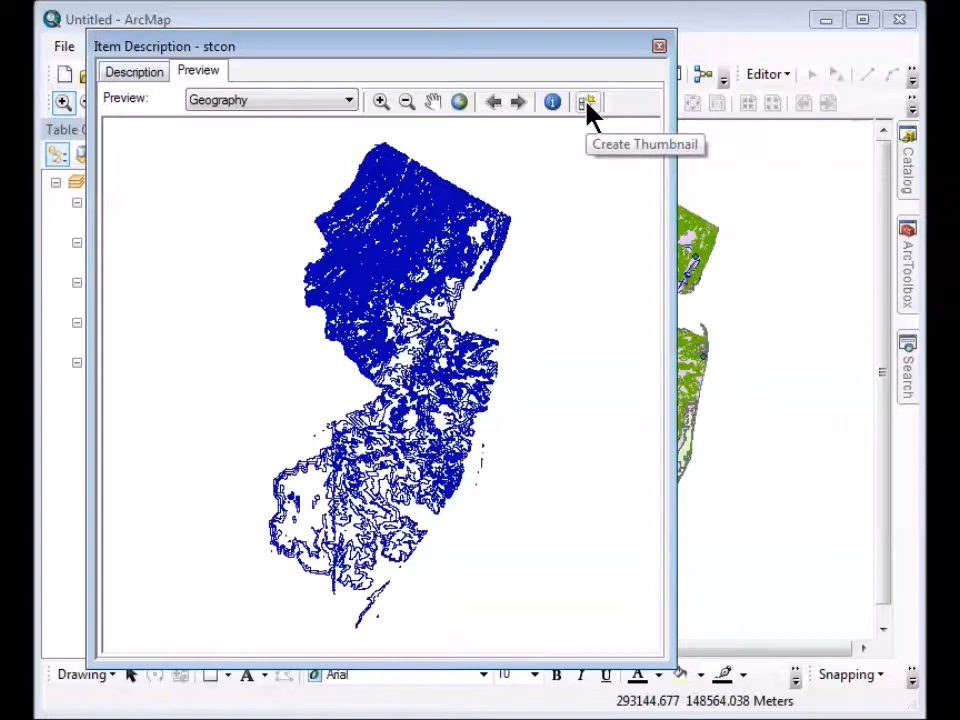 Untitled - ArcMap
Item Description - stcon
File
Description
Preview
Editor
Preview:
Geography
Create Thumbnail
Table
Catalog
ArcToolbox
Search
Drawing
A
Arial
10
B
I
U
A
Snapping
293144.677 148564.038 Meters